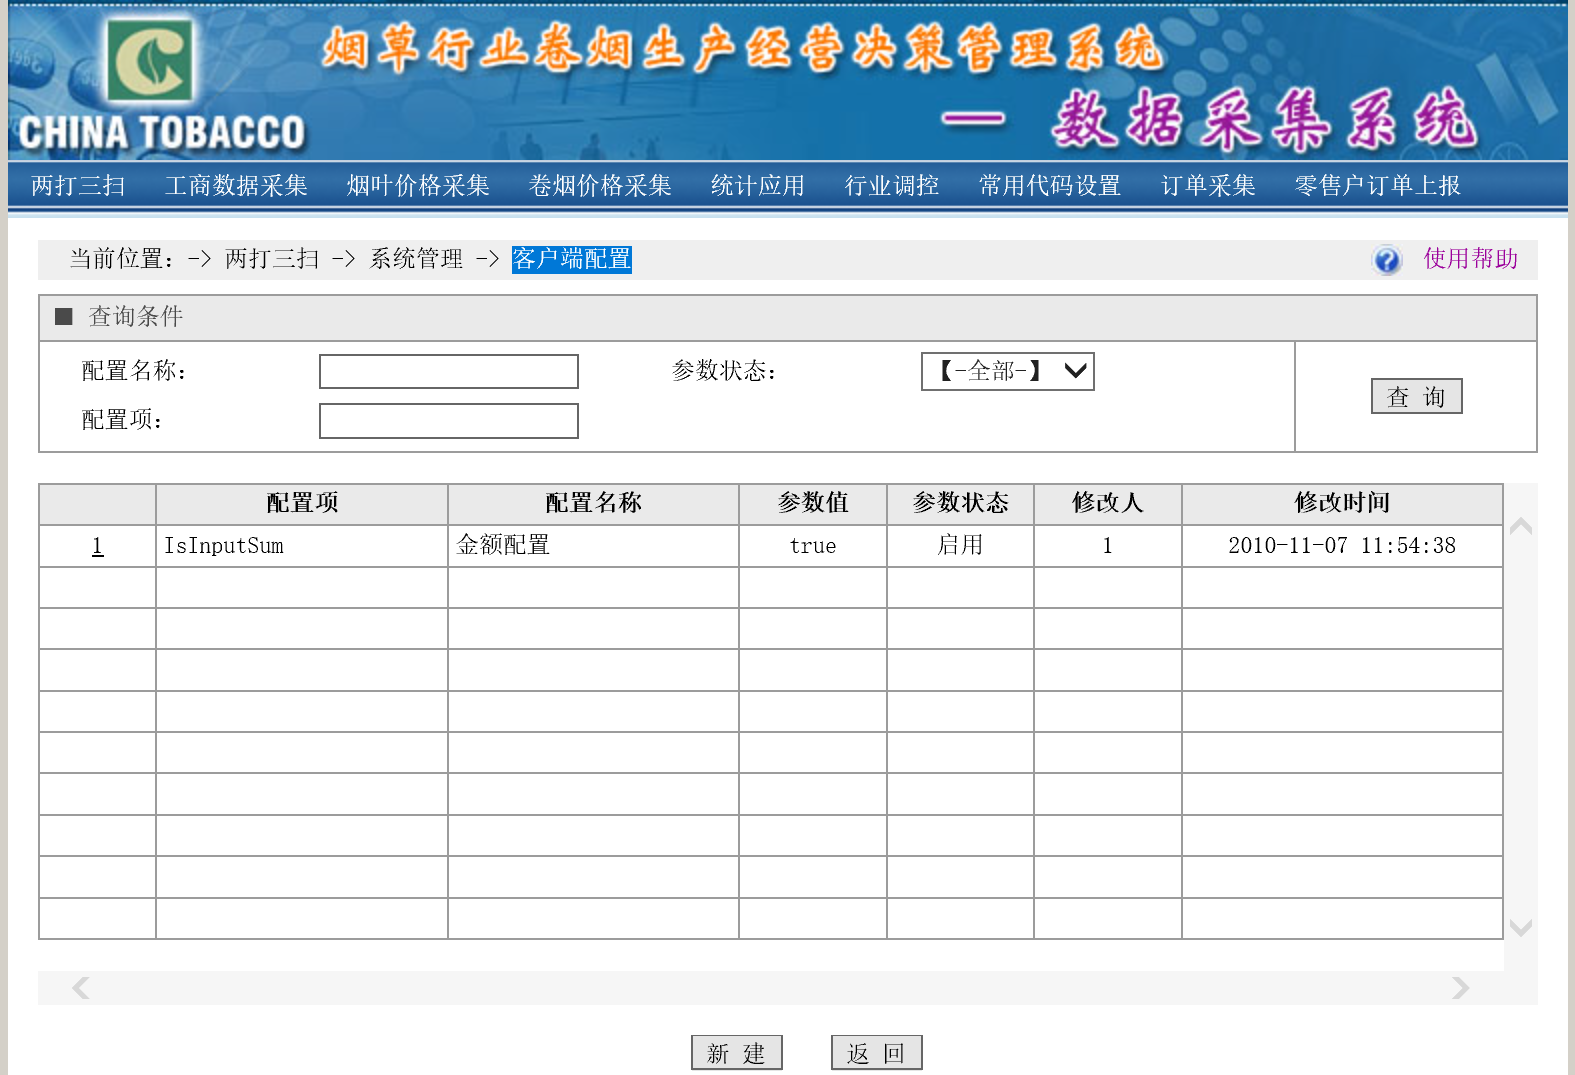 烟草行业卷烟生产经营决策管理系统
— 数据采集系统
CHINA TOBACCO
两打三扫 工商数据采集 烟叶价格采集 卷烟价格采集 统计应用 行业调控 常用代码设置 订单采集 零售户订单上报
当前位置: -> 两打三扫 -> 系统管理 -> 客户端配置 使用帮助
■ 查询条件
配置名称: 参数状态: 【-全部-】
配置项:
查 询
配置项 配置名称 参数值 参数状态 修改人 修改时间
1 IsInputSum 金额配置 true 启用 1 2010-11-07 11:54:38
新 建 返 回